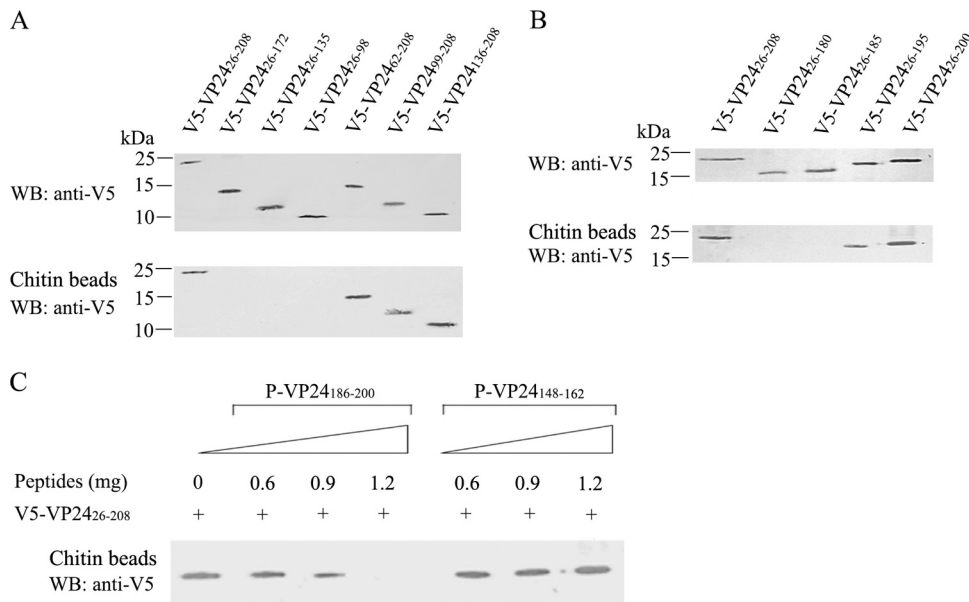 A
V5-VP24₂₆₋₂₀₈
V5-VP24₂₆₋₁₇₂
V5-VP24₂₆₋₁₃₅
V5-VP24₂₆₋₉₈
V5-VP24₆₂₋₂₀₈
V5-VP24₉₉₋₂₀₈
V5-VP24₁₃₆₋₂₀₈
kDa
25
WB: anti-V5
15
10
25
Chitin beads
WB: anti-V5
15
10
B
V5-VP24₂₆₋₂₀₈
V5-VP24₂₆₋₁₈₀
V5-VP24₂₆₋₁₈₅
V5-VP24₂₆₋₁₉₅
V5-VP24₂₆₋₂₀₀
kDa
25
WB: anti-V5
15
Chitin beads
WB: anti-V5
25
15
C
P-VP24₁₈₆₋₂₀₀ P-VP24₁₄₈₋₁₆₂
Peptides (mg) 0 0.6 0.9 1.2 0.6 0.9 1.2
V5-VP24₂₆₋₂₀₈ + + + + + + +
Chitin beads
WB: anti-V5